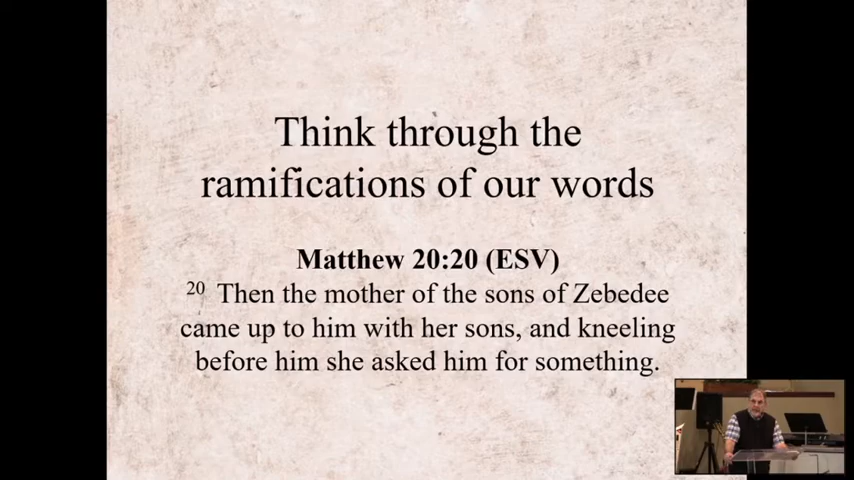 Think through the
ramifications of our words
Matthew 20:20 (ESV)
20 Then the mother of the sons of Zebedee
came up to him with her sons, and kneeling
before him she asked him for something.